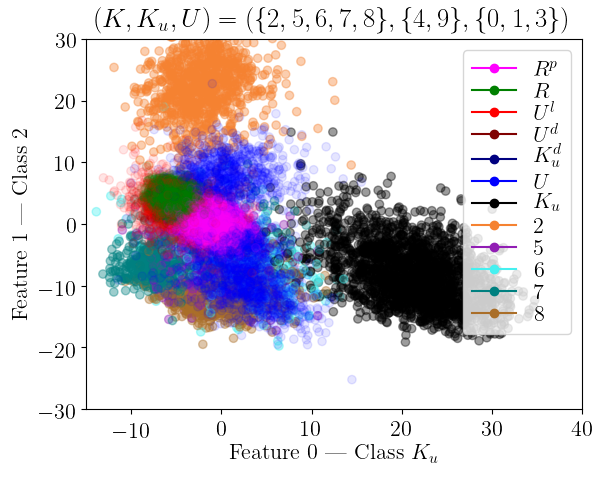 (K, K_u, U) = ({2, 5, 6, 7, 8}, {4, 9}, {0, 1, 3})
Feature 1 — Class 2
30
20
10
0
−10
−20
−30
R^p
R
U^l
U^d
K_u^d
U
K_u
2
5
6
7
8
−10
0
10
20
30
40
Feature 0 — Class K_u